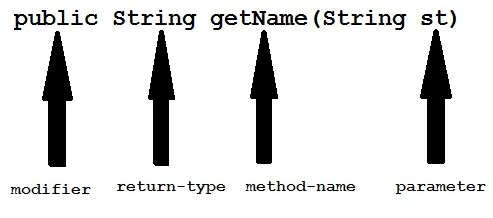 public String getName(String st)
modifier return-type method-name parameter